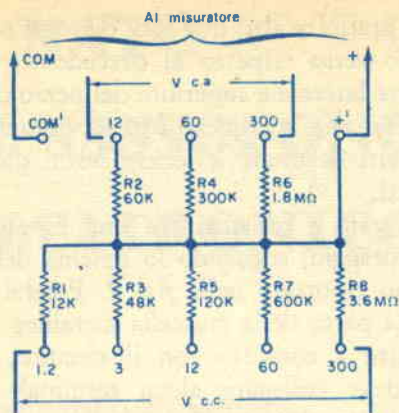 Al misuratore
COM +
V c.a.
COM' 12 60 300 +'
R2 60K R4 300K R6 1.8MΩ
R1 12K R3 48K R5 120K R7 600K R8 3.6MΩ
1.2 3 12 60 300
V c.c.